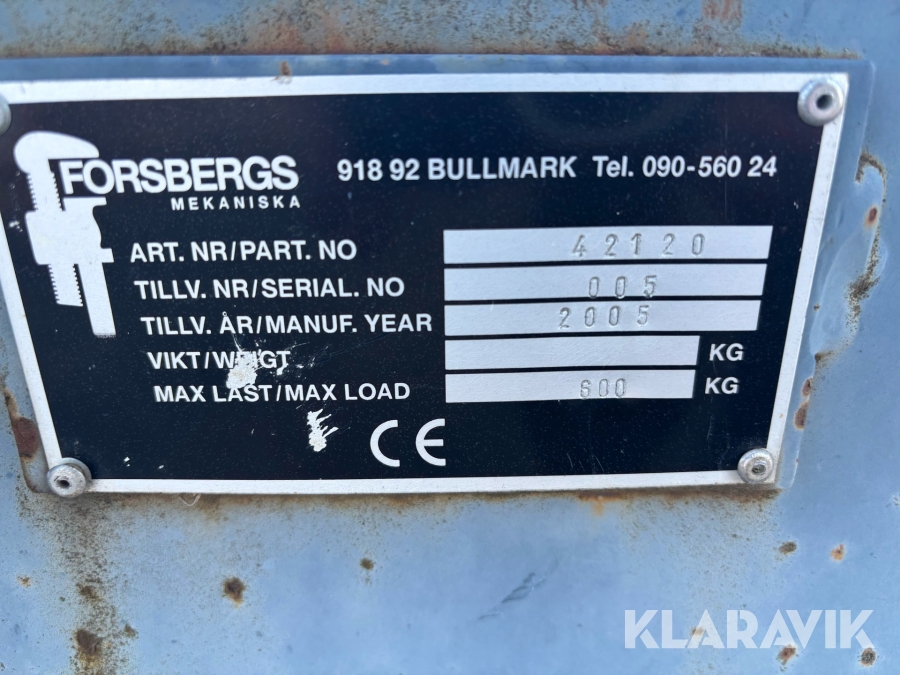 FORSBERGS
MEKANISKA
918 92 BULLMARK Tel. 090-560 24
ART. NR/PART. NO 42120
TILLV. NR/SERIAL. NO 005
TILLV. ÅR/MANUF. YEAR 2005
VIKT/WEIGT KG
MAX LAST/MAX LOAD 600 KG
CE
KLARAVIK